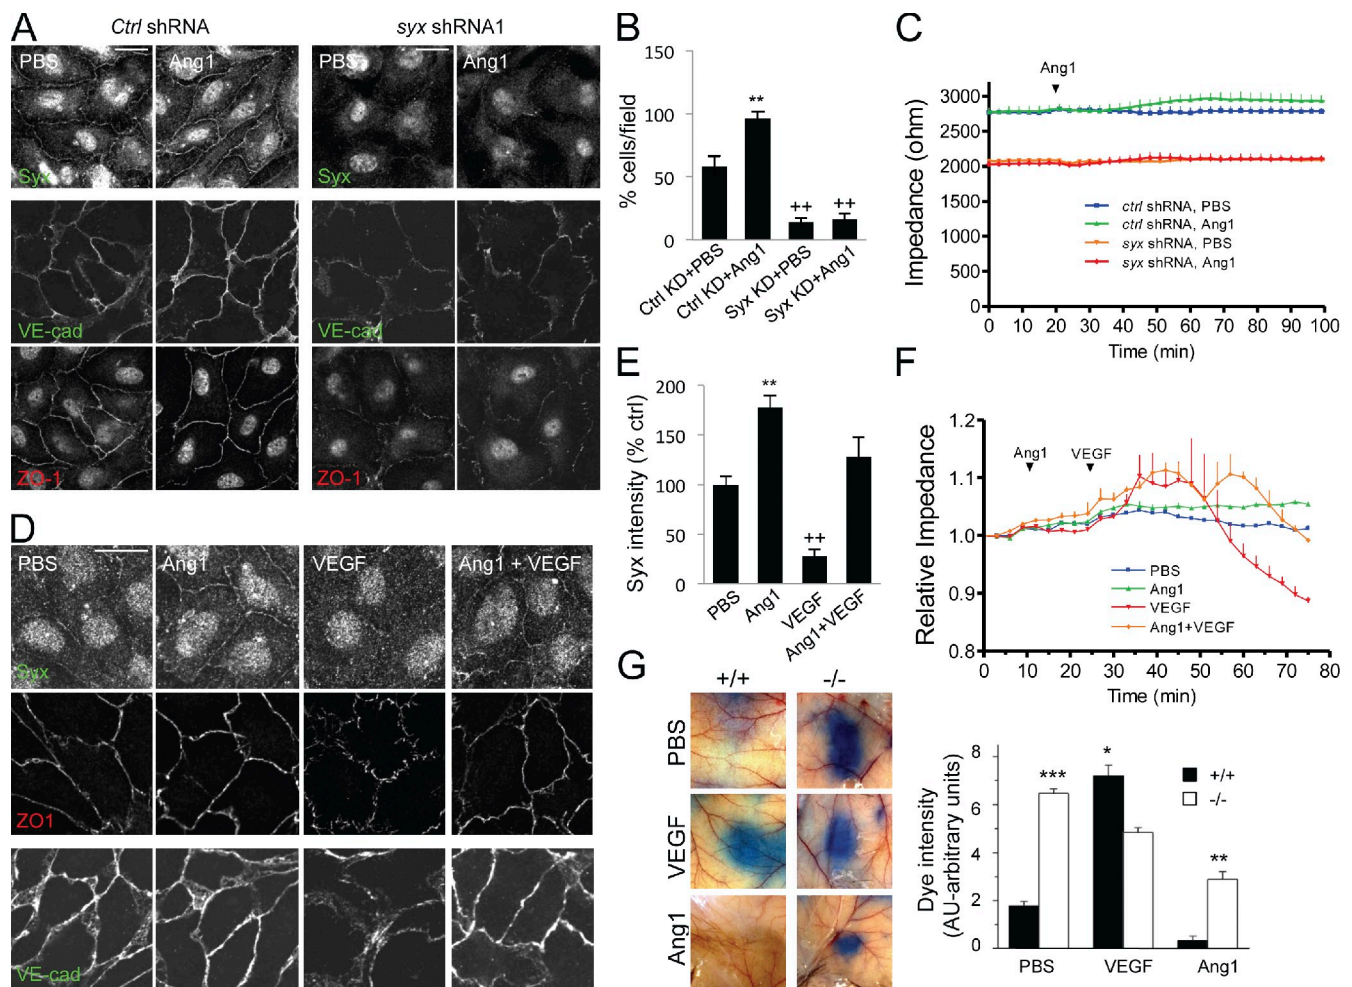 A
Ctrl shRNA
syx shRNA1
PBS
Ang1
PBS
Ang1
Syx
Syx
VE-cad
VE-cad
ZO-1
ZO-1
B
150
100
50
0
% cells/field
**
++
++
Ctrl KD+PBS
Ctrl KD+Ang1
Syx KD+PBS
Syx KD+Ang1
C
Ang1
3000
2500
2000
1500
1000
500
0
Impedance (ohm)
ctrl shRNA, PBS
ctrl shRNA, Ang1
syx shRNA, PBS
syx shRNA, Ang1
0 10 20 30 40 50 60 70 80 90 100
Time (min)
D
PBS
Ang1
VEGF
Ang1 + VEGF
Syx
ZO1
VE-cad
E
200
150
100
50
0
Syx intensity (% ctrl)
**
++
PBS
Ang1
VEGF
Ang1+VEGF
F
1.2
1.1
1.0
0.9
0.8
Relative Impedance
Ang1
VEGF
PBS
Ang1
VEGF
Ang1+VEGF
0 10 20 30 40 50 60 70 80
Time (min)
G
+/+
-/-
PBS
VEGF
Ang1
8
6
4
2
0
Dye intensity
(AU-arbitrary units)
***
*
**
+/+
-/-
PBS
VEGF
Ang1